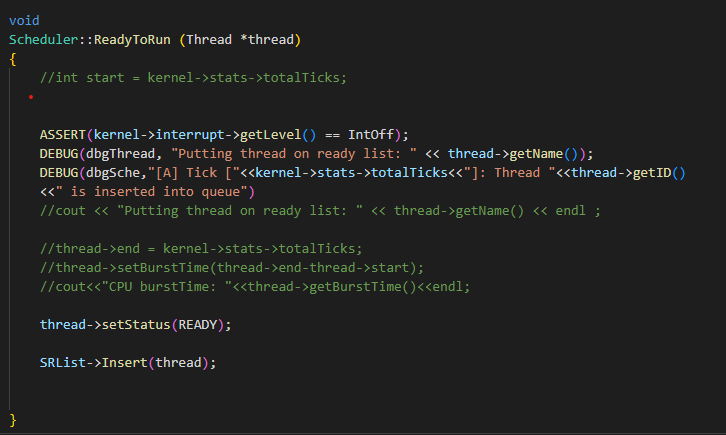 void
Scheduler::ReadyToRun (Thread *thread)
{
//int start = kernel->stats->totalTicks;
ASSERT(kernel->interrupt->getLevel() == IntOff);
DEBUG(dbgThread, "Putting thread on ready list: " << thread->getName());
DEBUG(dbgSche,"[A] Tick ["<<kernel->stats->totalTicks<<"]: Thread "<<thread->getID()
<<" is inserted into queue")
//cout << "Putting thread on ready list: " << thread->getName() << endl ;
//thread->end = kernel->stats->totalTicks;
//thread->setBurstTime(thread->end-thread->start);
//cout<<"CPU burstTime: "<<thread->getBurstTime()<<endl;
thread->setStatus(READY);
SRList->Insert(thread);
}